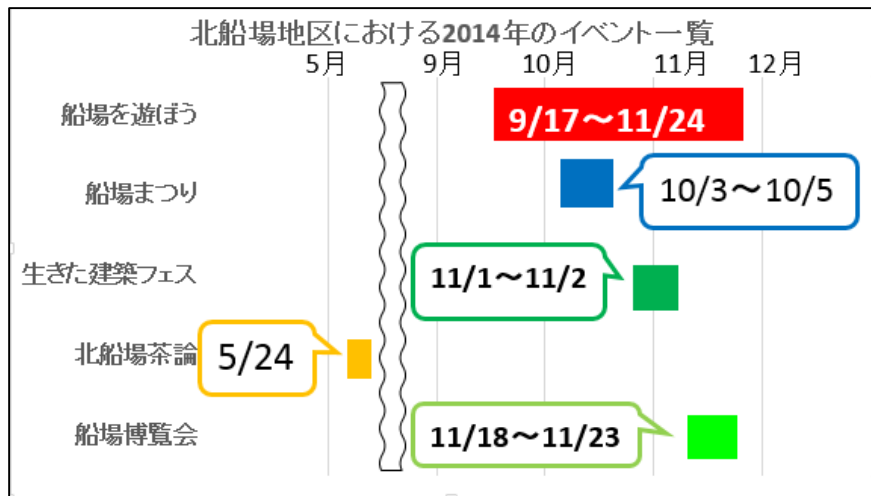 北船場地区における2014年のイベント一覧
5月 9月 10月 11月 12月
船場を遊ぼう 9/17～11/24
船場まつり 10/3～10/5
生きた建築フェス 11/1～11/2
北船場茶論 5/24
船場博覧会 11/18～11/23